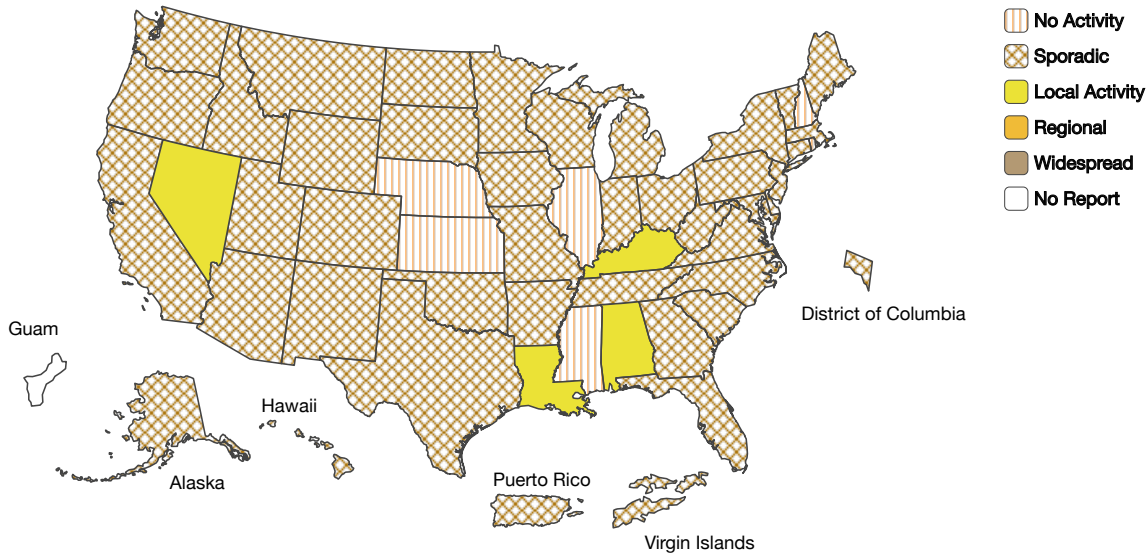 No Activity
Sporadic
Local Activity
Regional
Widespread
No Report
District of Columbia
Guam
Hawaii
Alaska
Puerto Rico
Virgin Islands